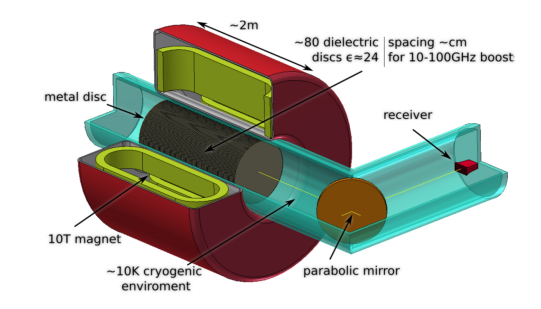 ~2m
~80 dielectric spacing ~cm
discs ϵ≈24 for 10-100GHz boost
metal disc
receiver
10T magnet
~10K cryogenic
enviroment
parabolic mirror